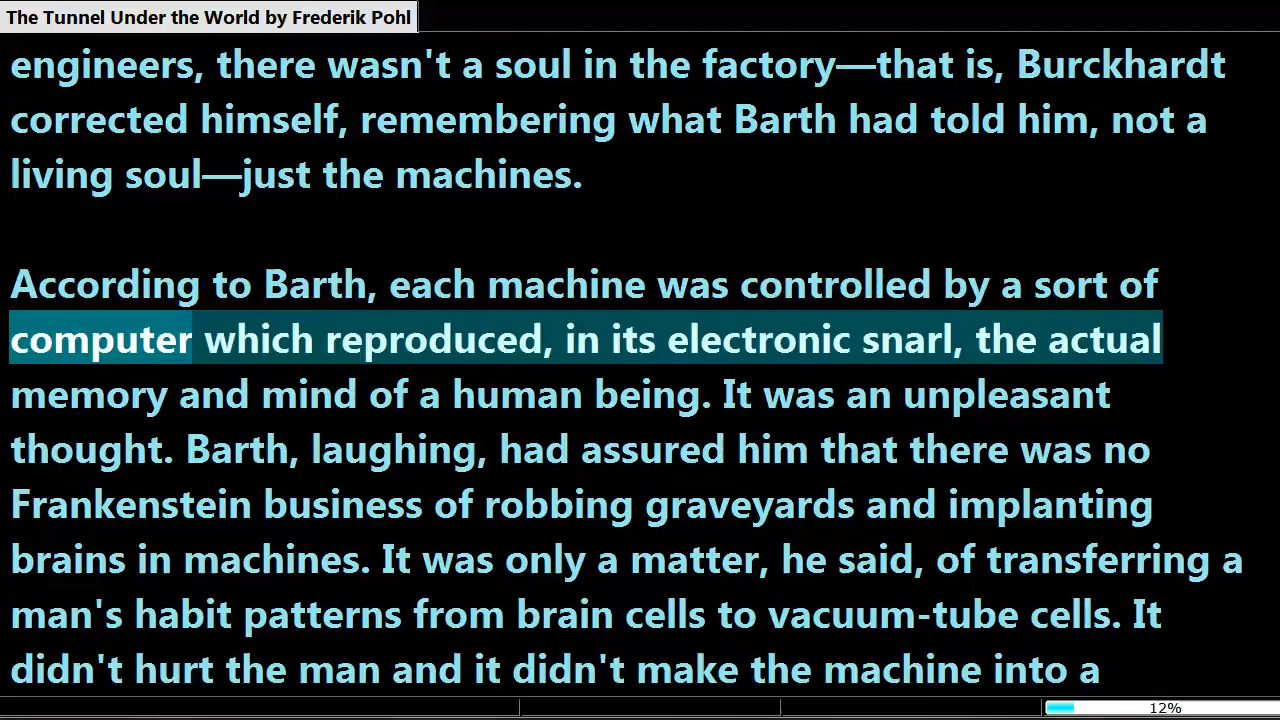 The Tunnel Under the World by Frederik Pohl
engineers, there wasn't a soul in the factory—that is, Burckhardt
corrected himself, remembering what Barth had told him, not a
living soul—just the machines.
According to Barth, each machine was controlled by a sort of
computer which reproduced, in its electronic snarl, the actual
memory and mind of a human being. It was an unpleasant
thought. Barth, laughing, had assured him that there was no
Frankenstein business of robbing graveyards and implanting
brains in machines. It was only a matter, he said, of transferring a
man's habit patterns from brain cells to vacuum-tube cells. It
didn't hurt the man and it didn't make the machine into a
12%